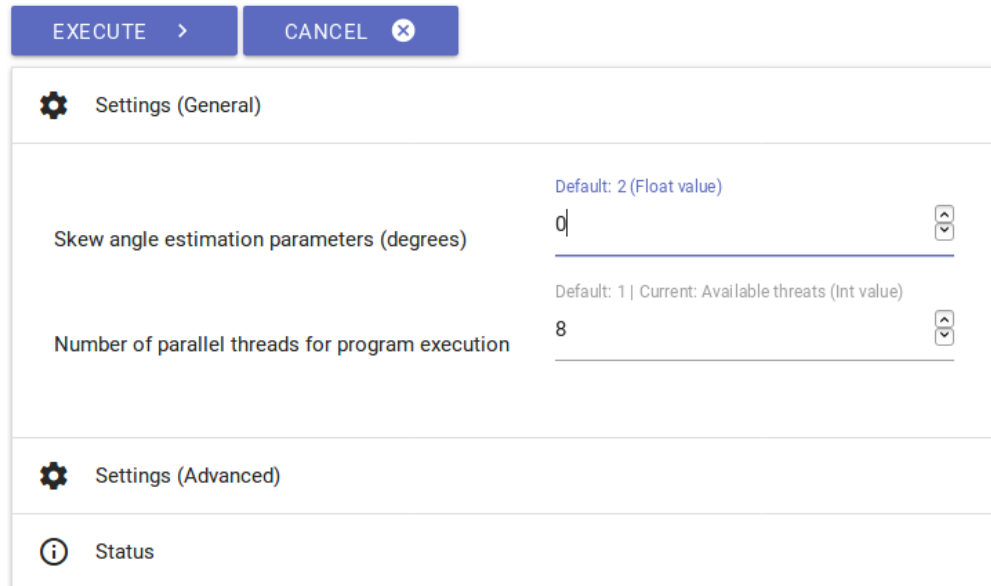 EXECUTE CANCEL
Settings (General)
Default: 2 (Float value)
Skew angle estimation parameters (degrees) 0
Default: 1 | Current: Available threats (Int value)
Number of parallel threads for program execution 8
Settings (Advanced)
Status